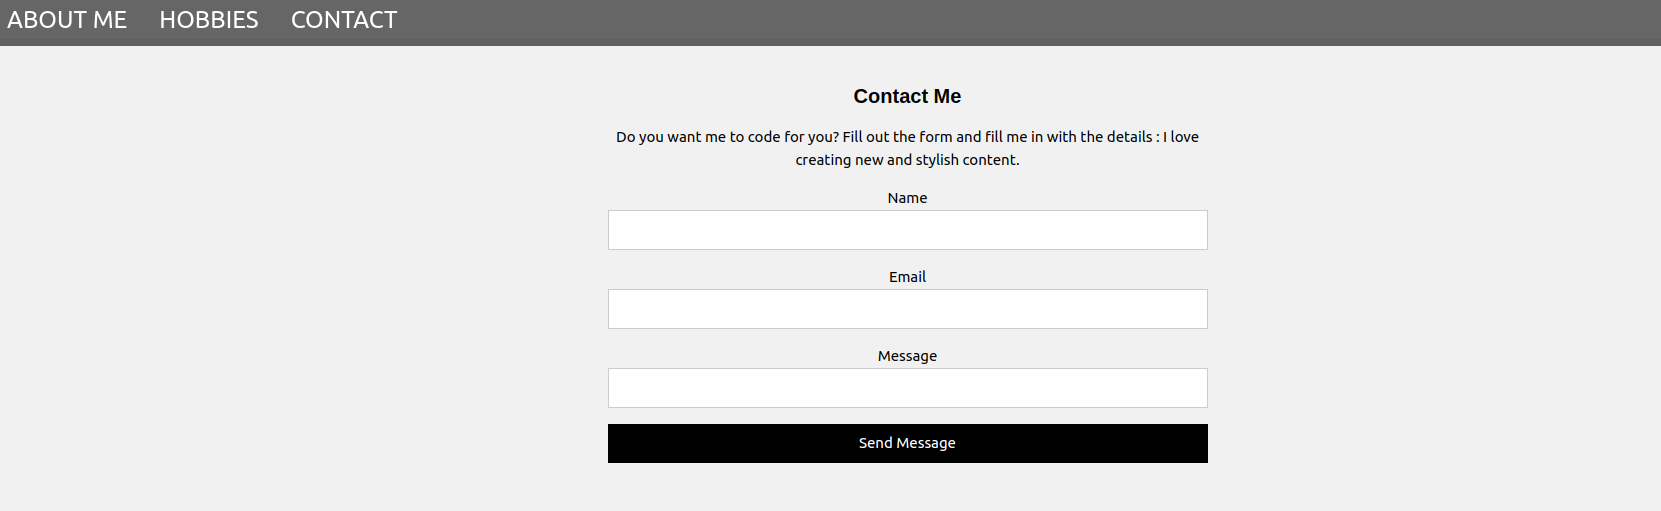 ABOUT ME HOBBIES CONTACT
Contact Me
Do you want me to code for you? Fill out the form and fill me in with the details : I love
creating new and stylish content.
Name
Email
Message
Send Message